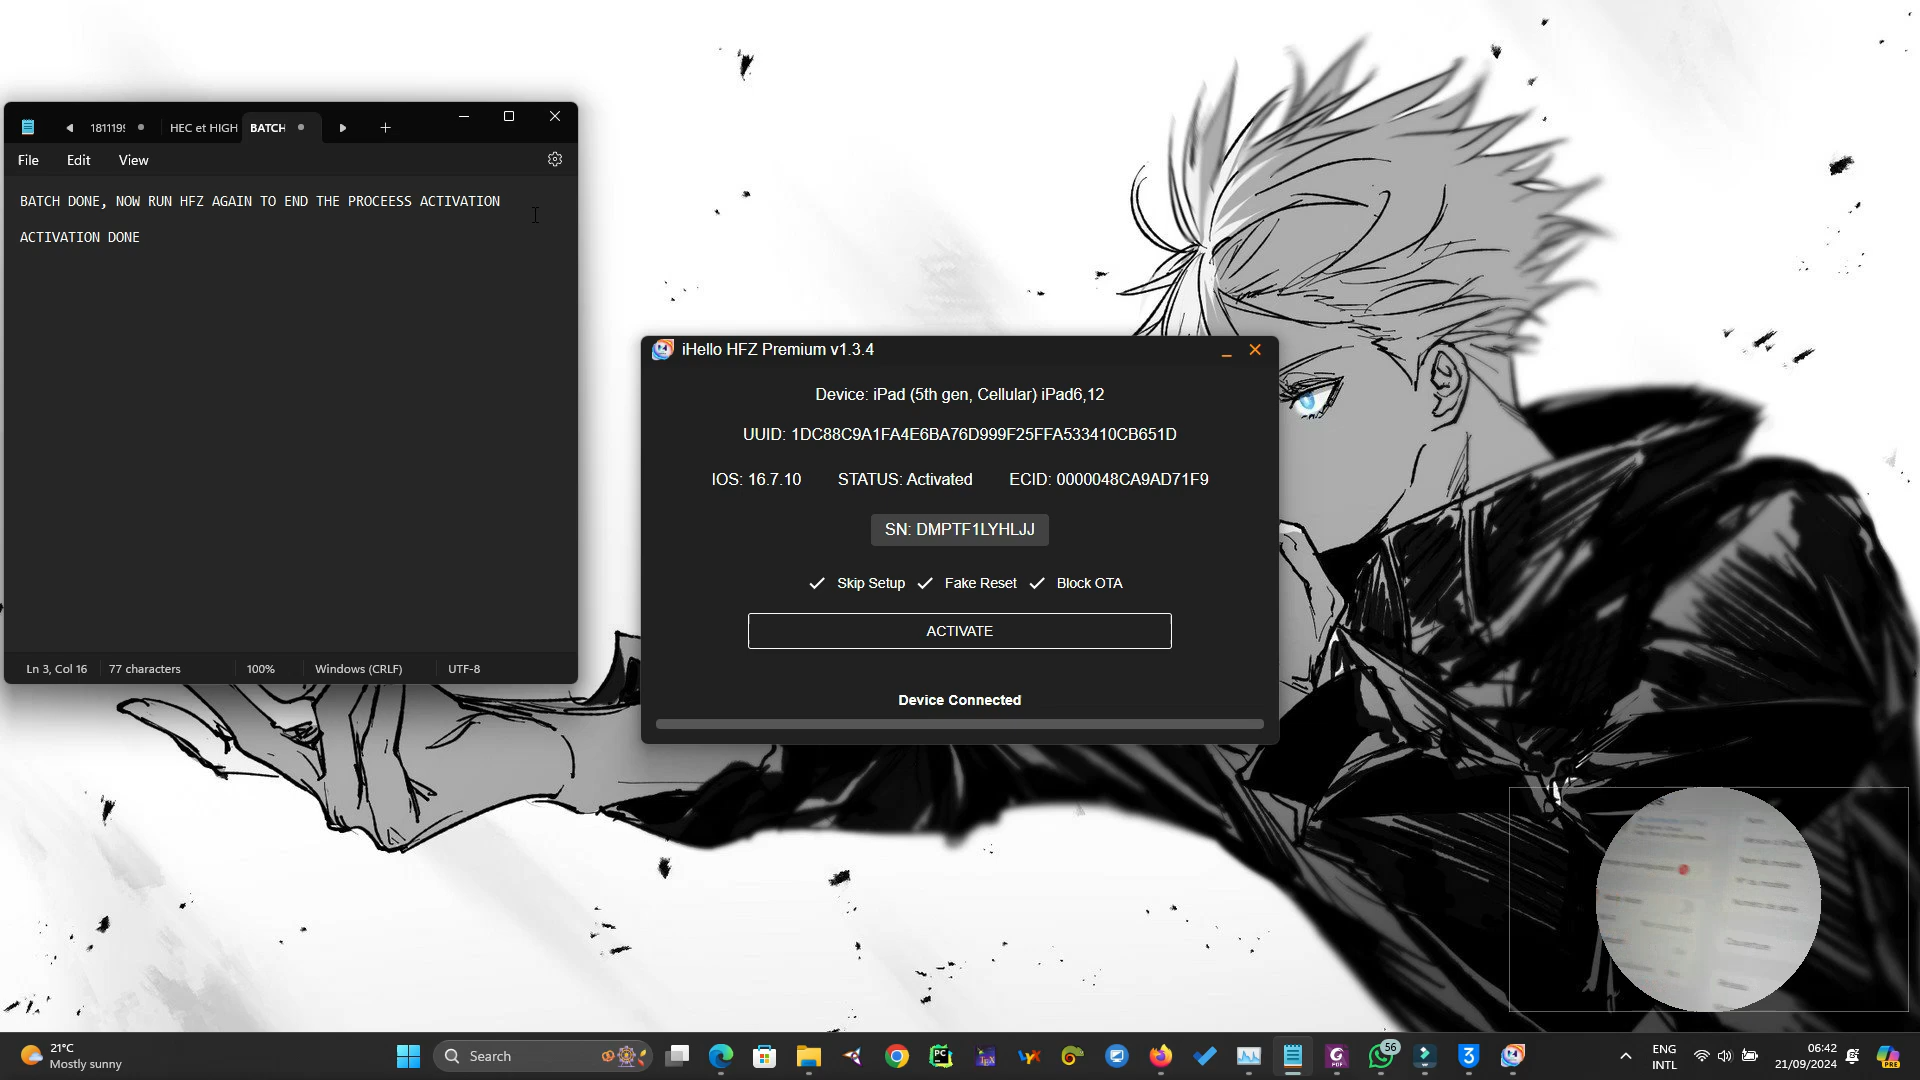 1811199
HEC et HIGH
BATCH
File
Edit
View
BATCH DONE, NOW RUN HFZ AGAIN TO END THE PROCEESS ACTIVATION
ACTIVATION DONE
Ln 3, Col 16
77 characters
100%
Windows (CRLF)
UTF-8
iHello HFZ Premium v1.3.4
Device: iPad (5th gen, Cellular) iPad6,12
UUID: 1DC88C9A1FA4E6BA76D999F25FFA533410CB651D
IOS: 16.7.10
STATUS: Activated
ECID: 0000048CA9AD71F9
SN: DMPTF1LYHLJJ
Skip Setup
Fake Reset
Block OTA
ACTIVATE
Device Connected
21°C
Mostly sunny
Search
PC
56
3
ENG
INTL
06:42
21/09/2024
PRE